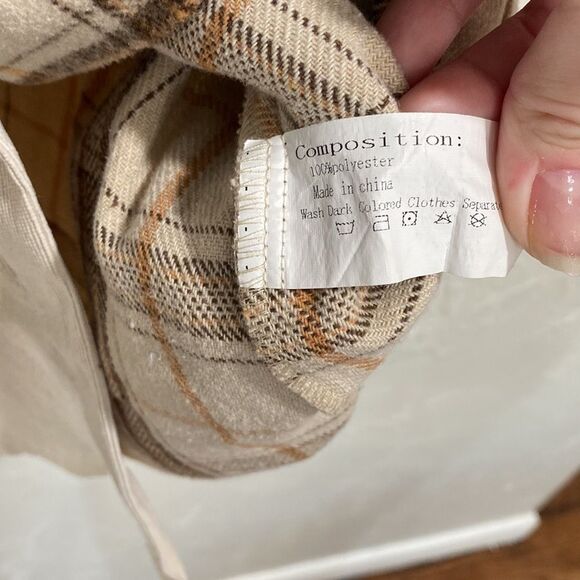 Composition:
100%polyester
Made in china
Wash Dark Colored Clothes Separate